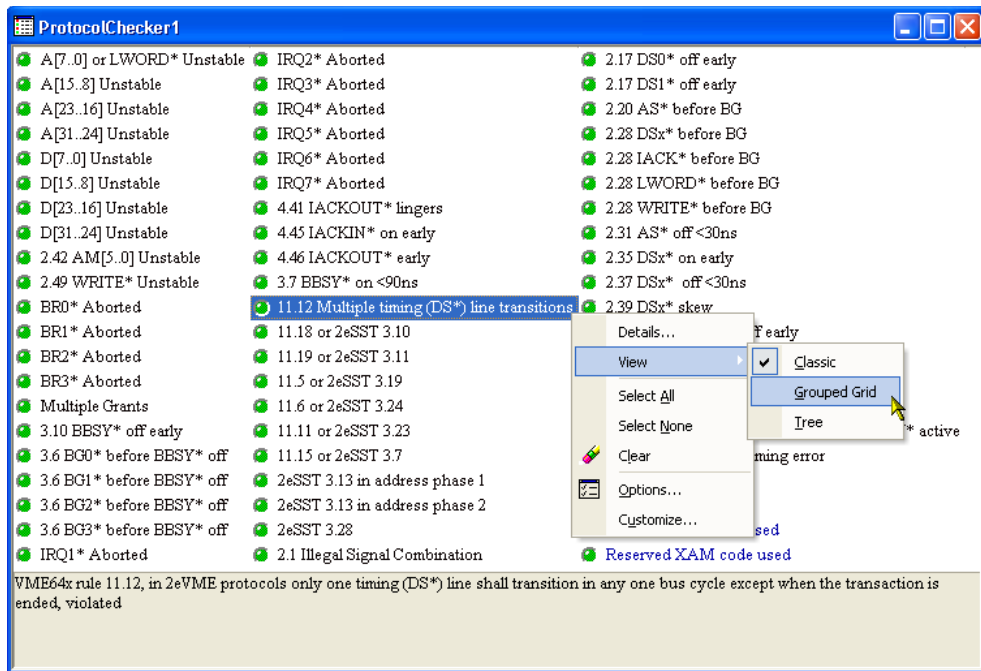 ProtocolChecker1
A[7..0] or LWORD* Unstable
A[15..8] Unstable
A[23..16] Unstable
A[31..24] Unstable
D[7..0] Unstable
D[15..8] Unstable
D[23..16] Unstable
D[31..24] Unstable
2.42 AM[5..0] Unstable
2.49 WRITE* Unstable
BR0* Aborted
BR1* Aborted
BR2* Aborted
BR3* Aborted
Multiple Grants
3.10 BBSY* off early
3.6 BG0* before BBSY* off
3.6 BG1* before BBSY* off
3.6 BG2* before BBSY* off
3.6 BG3* before BBSY* off
IRQ1* Aborted
IRQ2* Aborted
IRQ3* Aborted
IRQ4* Aborted
IRQ5* Aborted
IRQ6* Aborted
IRQ7* Aborted
4.41 IACKOUT* lingers
4.45 IACKIN* on early
4.46 IACKOUT* early
3.7 BBSY* on <90ns
11.12 Multiple timing (DS*) line transitions
11.18 or 2eSST 3.10
11.19 or 2eSST 3.11
11.5 or 2eSST 3.19
11.6 or 2eSST 3.24
11.11 or 2eSST 3.23
11.15 or 2eSST 3.7
2eSST 3.13 in address phase 1
2eSST 3.13 in address phase 2
2eSST 3.28
2.1 Illegal Signal Combination
2.17 DS0* off early
2.17 DS1* off early
2.20 AS* before BG
2.28 DSx* before BG
2.28 IACK* before BG
2.28 LWORD* before BG
2.28 WRITE* before BG
2.31 AS* off <30ns
2.35 DSx* on early
2.37 DSx* off <30ns
2.39 DSx* skew
early
* active
ming error
sed
Reserved XAM code used
Details...
View
Select All
Select None
Clear
Options...
Customize...
Classic
Grouped Grid
Tree
VME64x rule 11.12, in 2eVME protocols only one timing (DS*) line shall transition in any one bus cycle except when the transaction is
ended, violated